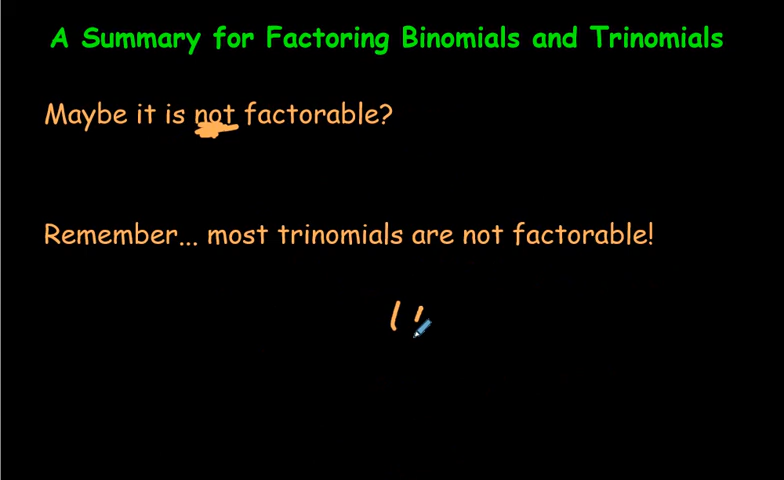 A Summary for Factoring Binomials and Trinomials
Maybe it is not factorable?
Remember... most trinomials are not factorable!